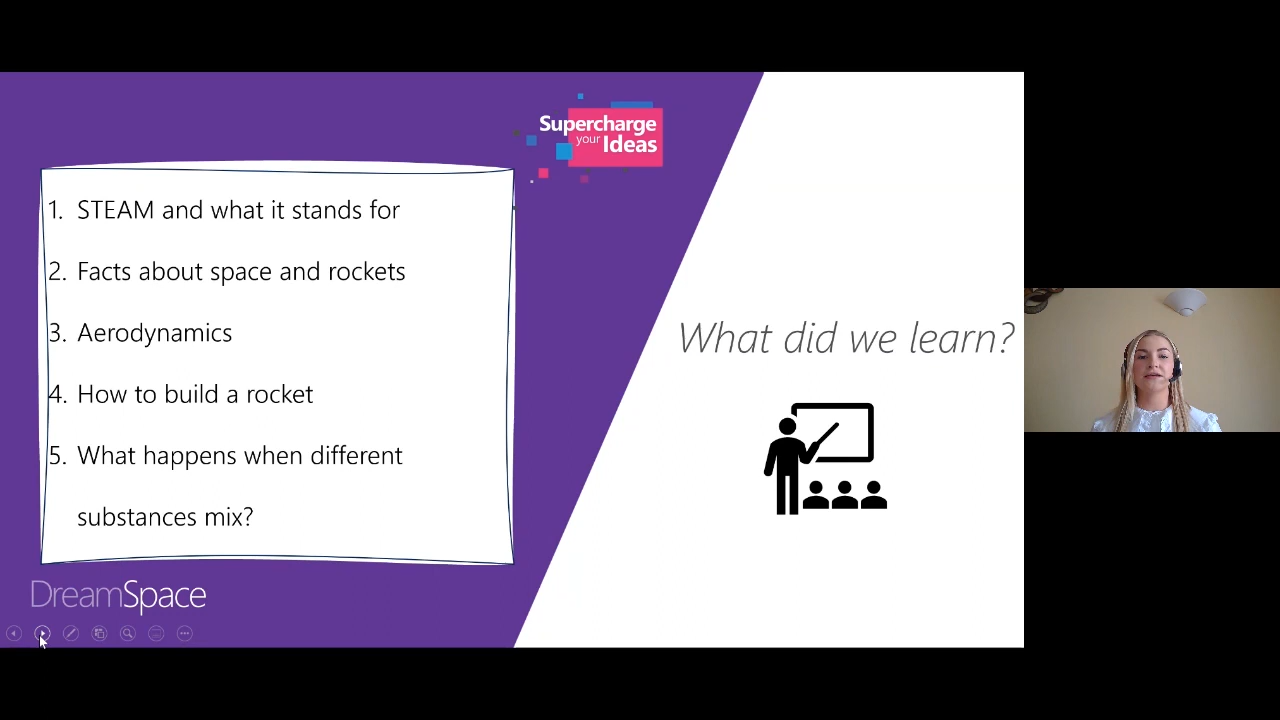 Supercharge
your Ideas
1. STEAM and what it stands for
2. Facts about space and rockets
3. Aerodynamics
4. How to build a rocket
5. What happens when different
substances mix?
What did we learn?
DreamSpace